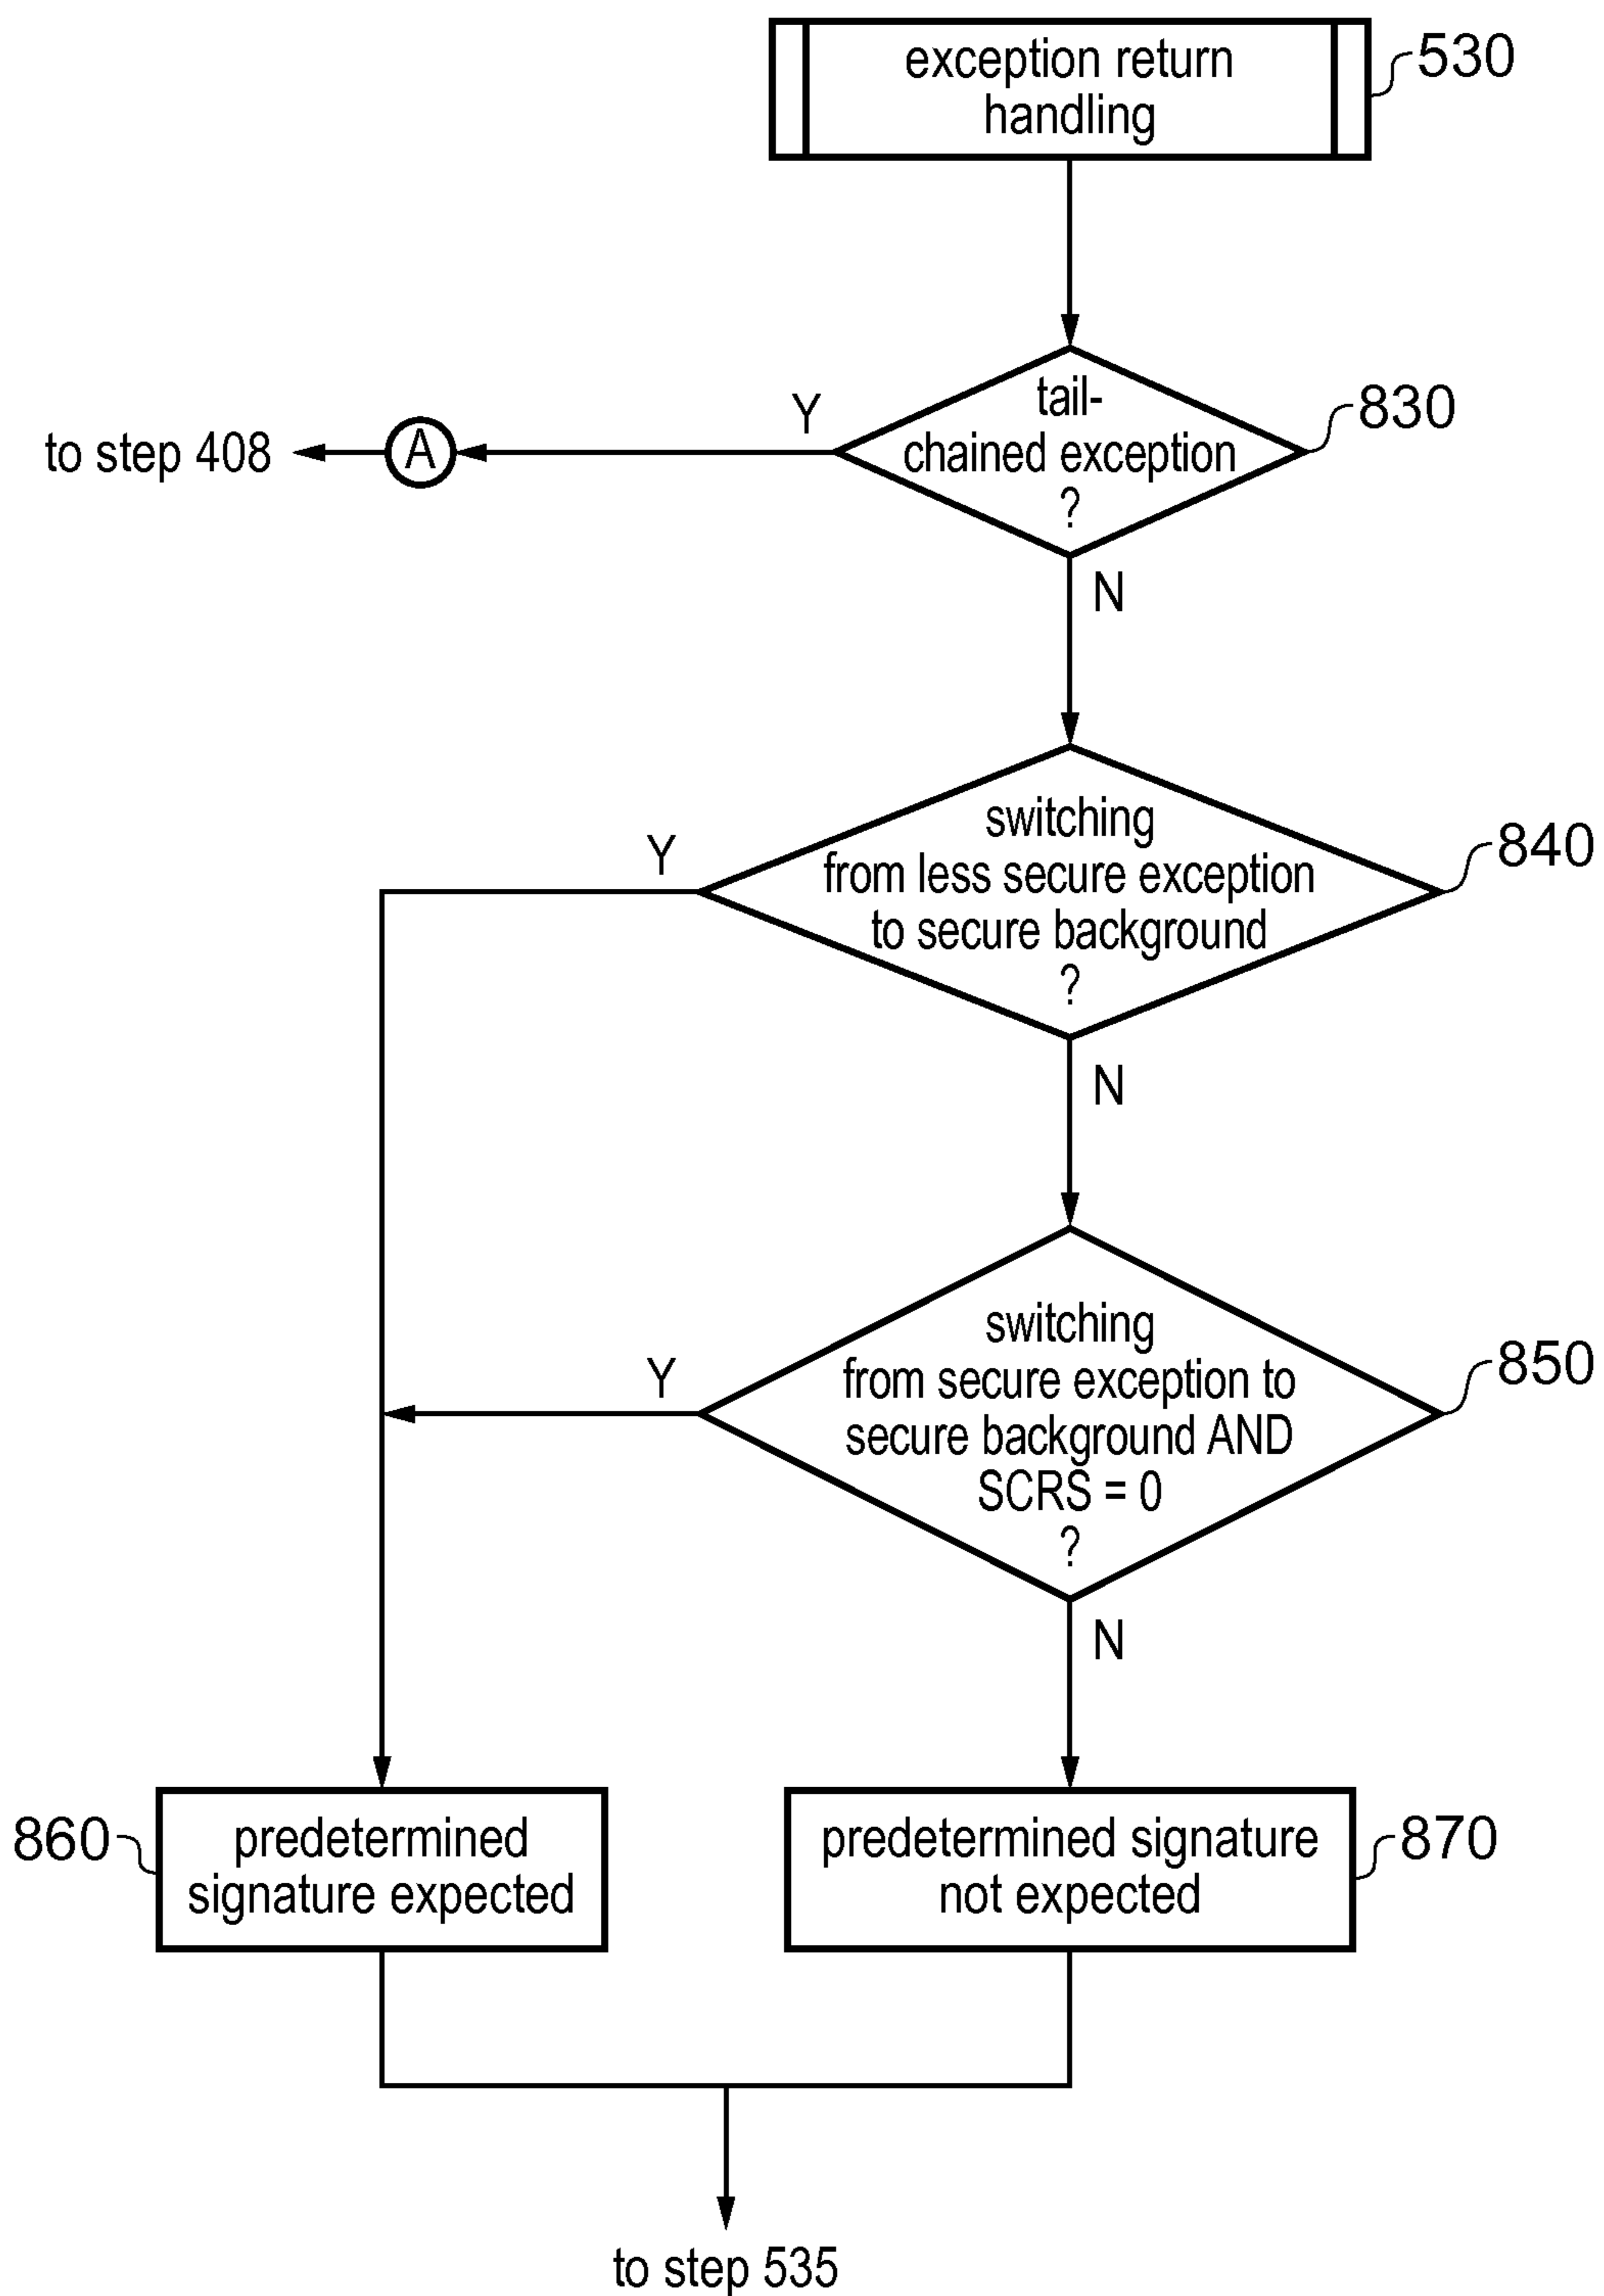 exception return
handling
530
tail-
chained exception
?
830
Y
A
to step 408
N
switching
from less secure exception
to secure background
?
840
Y
N
switching
from secure exception to
secure background AND
SCRS = 0
?
850
Y
N
860
predetermined
signature expected
predetermined signature
not expected
870
to step 535